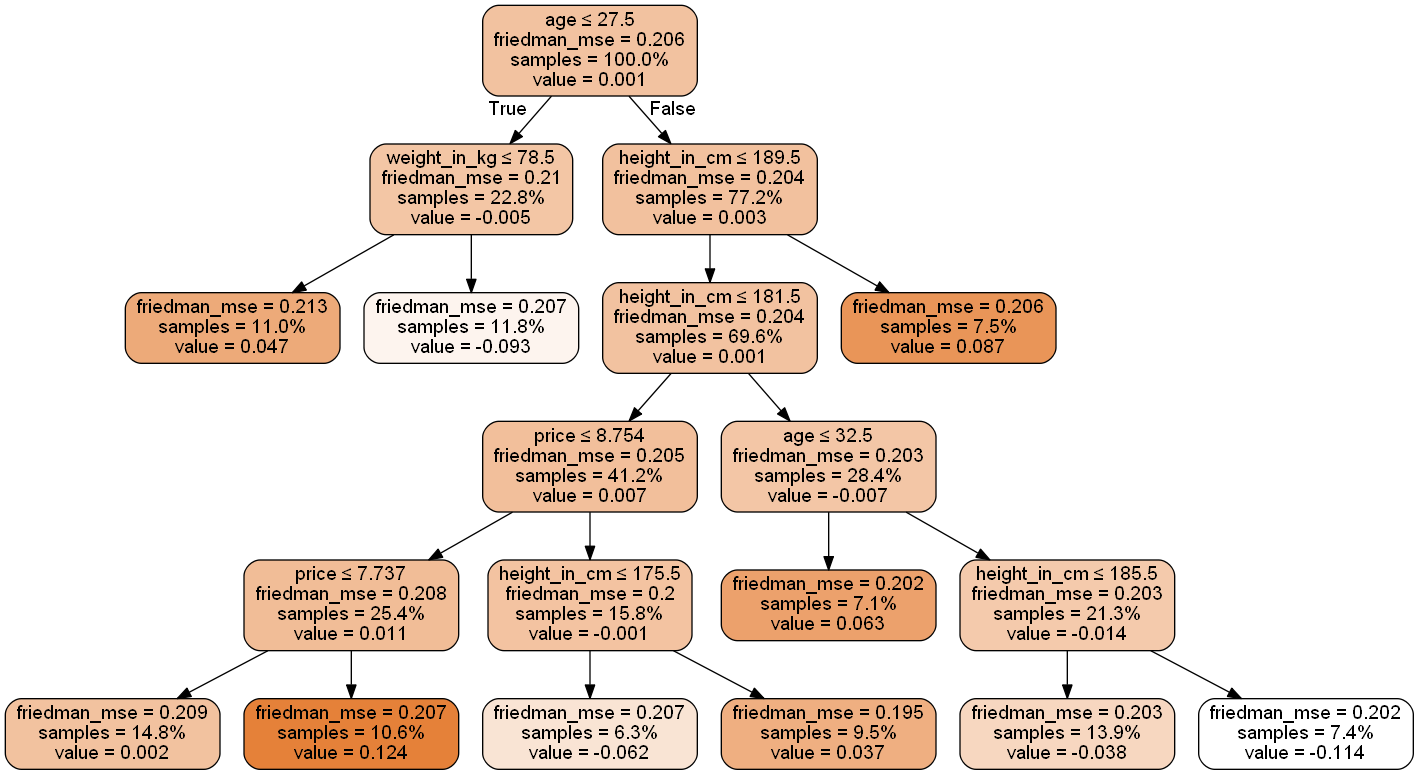 age ≤ 27.5
friedman_mse = 0.206
samples = 100.0%
value = 0.001
True
False
weight_in_kg ≤ 78.5
friedman_mse = 0.21
samples = 22.8%
value = -0.005
height_in_cm ≤ 189.5
friedman_mse = 0.204
samples = 77.2%
value = 0.003
friedman_mse = 0.213
samples = 11.0%
value = 0.047
friedman_mse = 0.207
samples = 11.8%
value = -0.093
height_in_cm ≤ 181.5
friedman_mse = 0.204
samples = 69.6%
value = 0.001
friedman_mse = 0.206
samples = 7.5%
value = 0.087
price ≤ 8.754
friedman_mse = 0.205
samples = 41.2%
value = 0.007
age ≤ 32.5
friedman_mse = 0.203
samples = 28.4%
value = -0.007
price ≤ 7.737
friedman_mse = 0.208
samples = 25.4%
value = 0.011
height_in_cm ≤ 175.5
friedman_mse = 0.2
samples = 15.8%
value = -0.001
friedman_mse = 0.202
samples = 7.1%
value = 0.063
height_in_cm ≤ 185.5
friedman_mse = 0.203
samples = 21.3%
value = -0.014
friedman_mse = 0.209
samples = 14.8%
value = 0.002
friedman_mse = 0.207
samples = 10.6%
value = 0.124
friedman_mse = 0.207
samples = 6.3%
value = -0.062
friedman_mse = 0.195
samples = 9.5%
value = 0.037
friedman_mse = 0.203
samples = 13.9%
value = -0.038
friedman_mse = 0.202
samples = 7.4%
value = -0.114